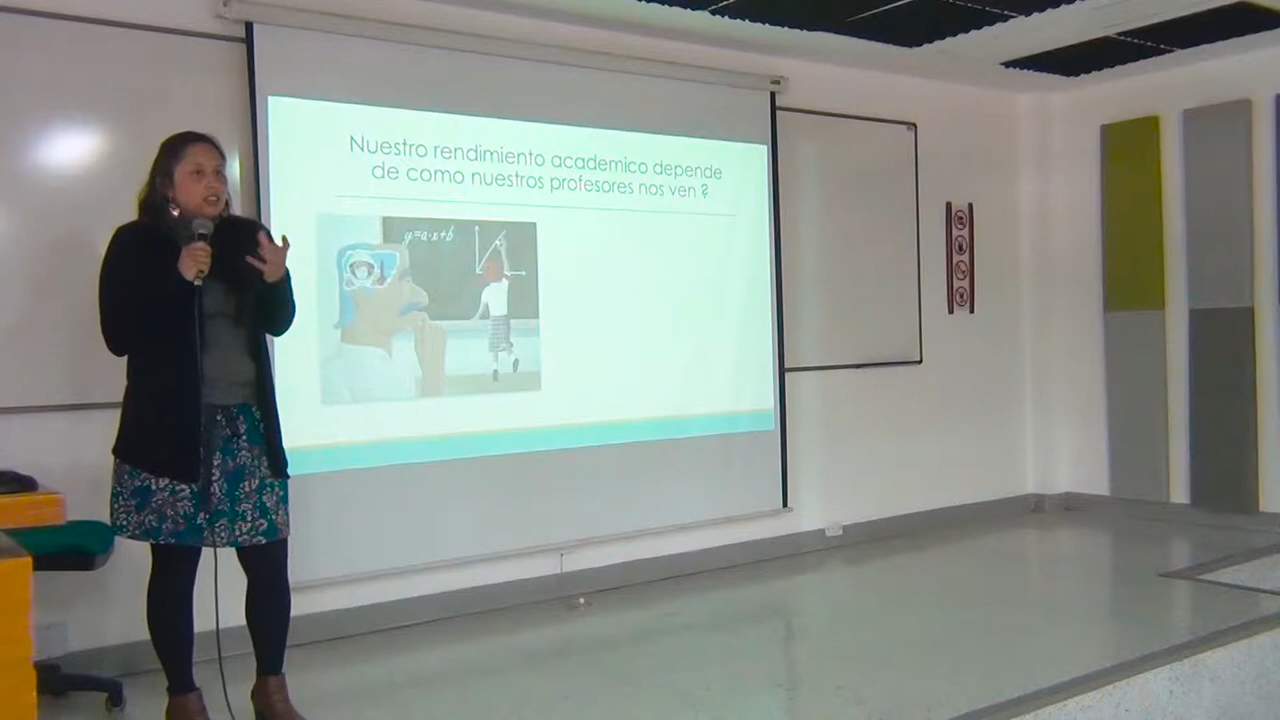 Nuestro rendimiento academico depende
de como nuestros profesores nos ven ?
y=a·x+b